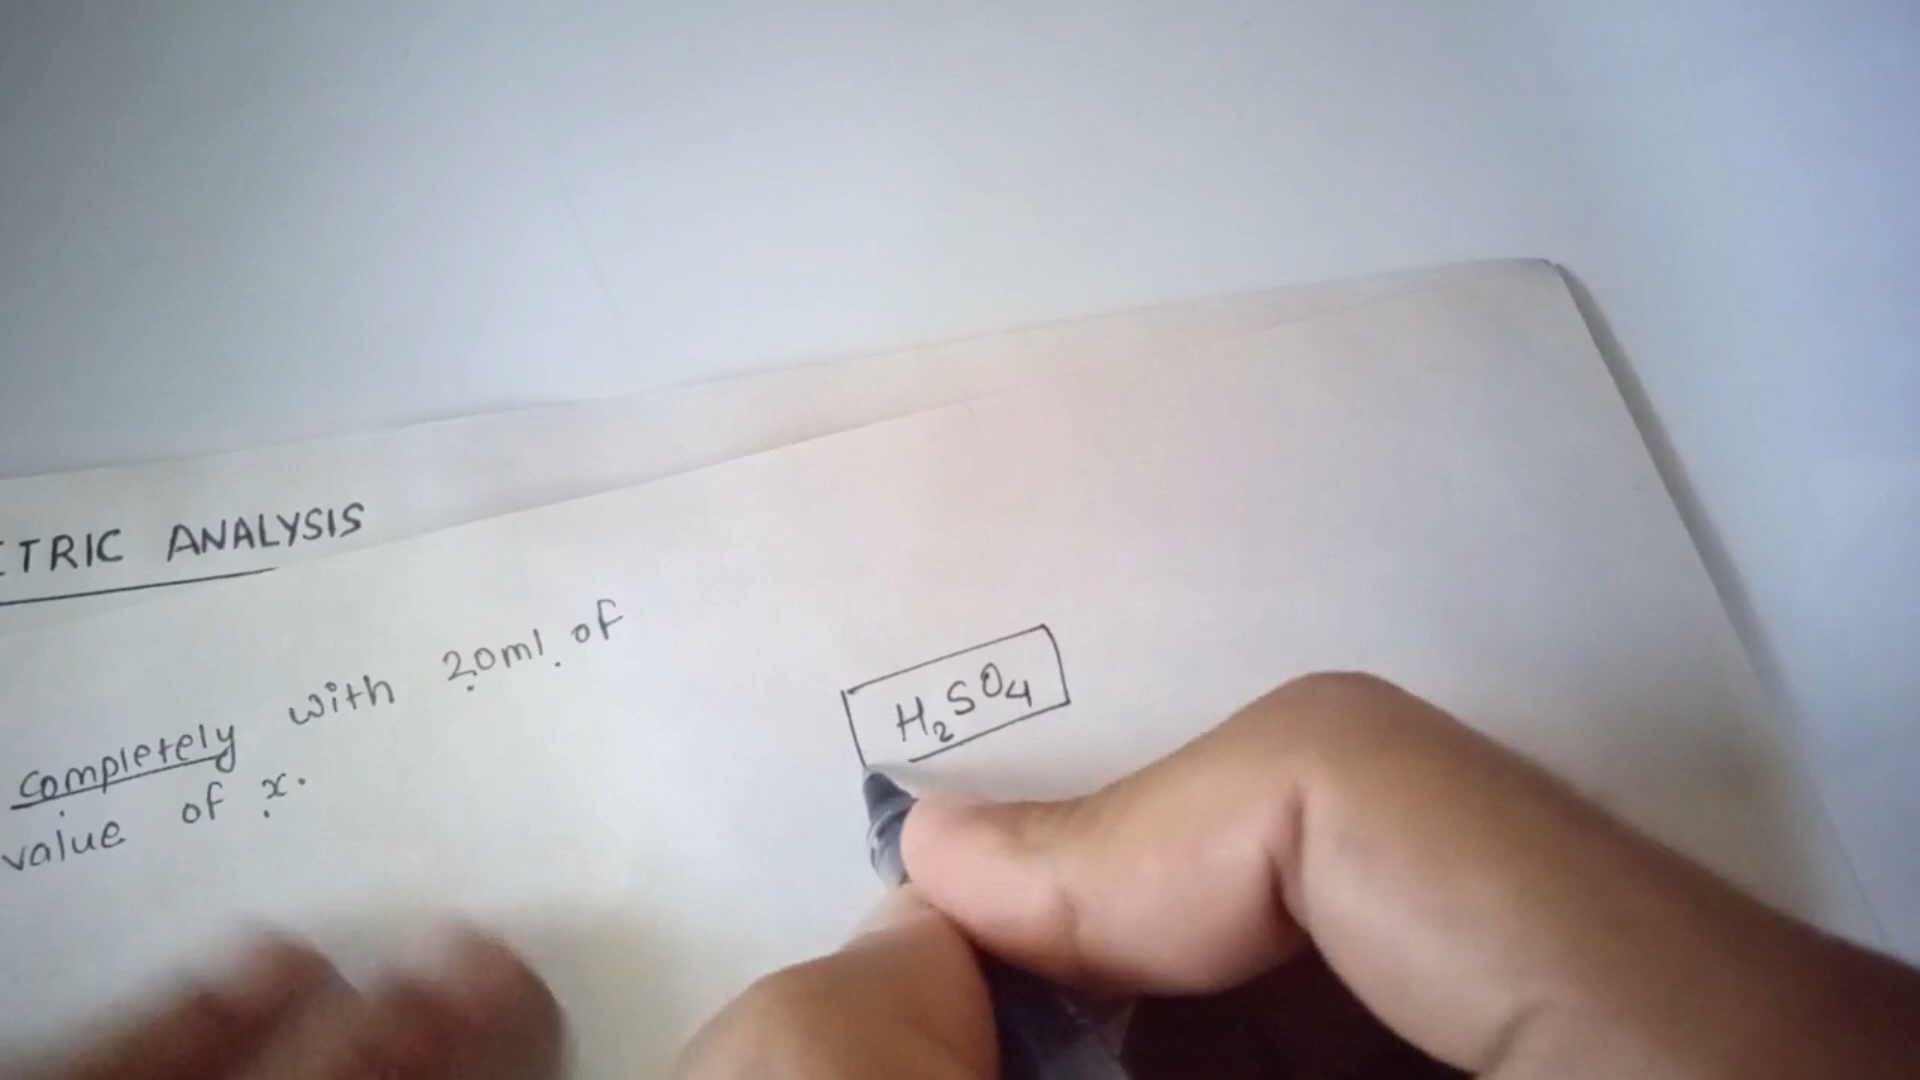 TRIC ANALYSIS
completely with 20ml. of
value of x.
H₂SO₄